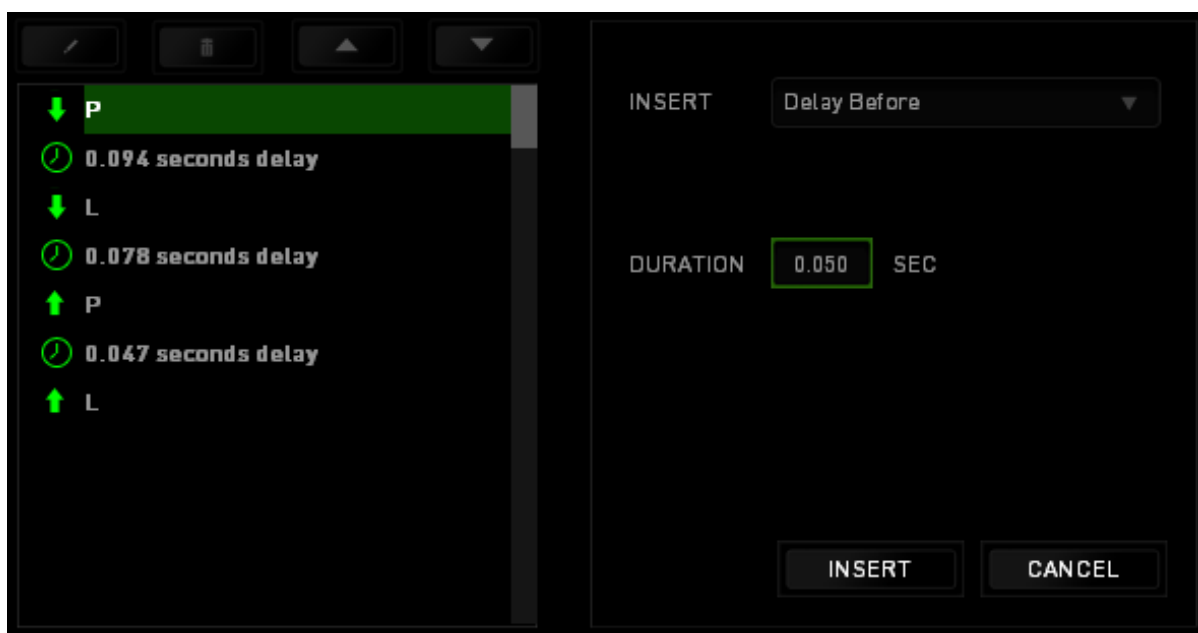 P
0.094 seconds delay
L
0.078 seconds delay
P
0.047 seconds delay
L
INSERT Delay Before
DURATION 0.050 SEC
INSERT CANCEL